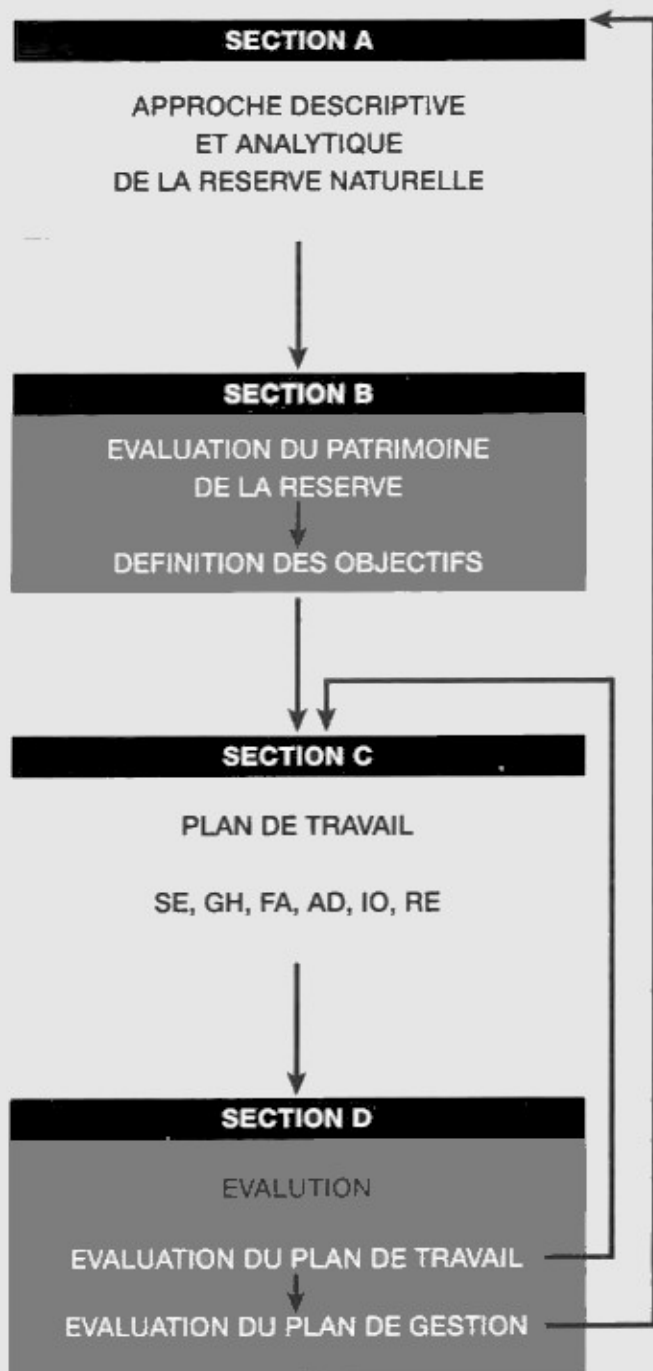 SECTION A
APPROCHE DESCRIPTIVE
ET ANALYTIQUE
DE LA RESERVE NATURELLE
SECTION B
EVALUATION DU PATRIMOINE
DE LA RESERVE
DEFINITION DES OBJECTIFS
SECTION C
PLAN DE TRAVAIL
SE, GH, FA, AD, IO, RE
SECTION D
EVALUTION
EVALUATION DU PLAN DE TRAVAIL
EVALUATION DU PLAN DE GESTION